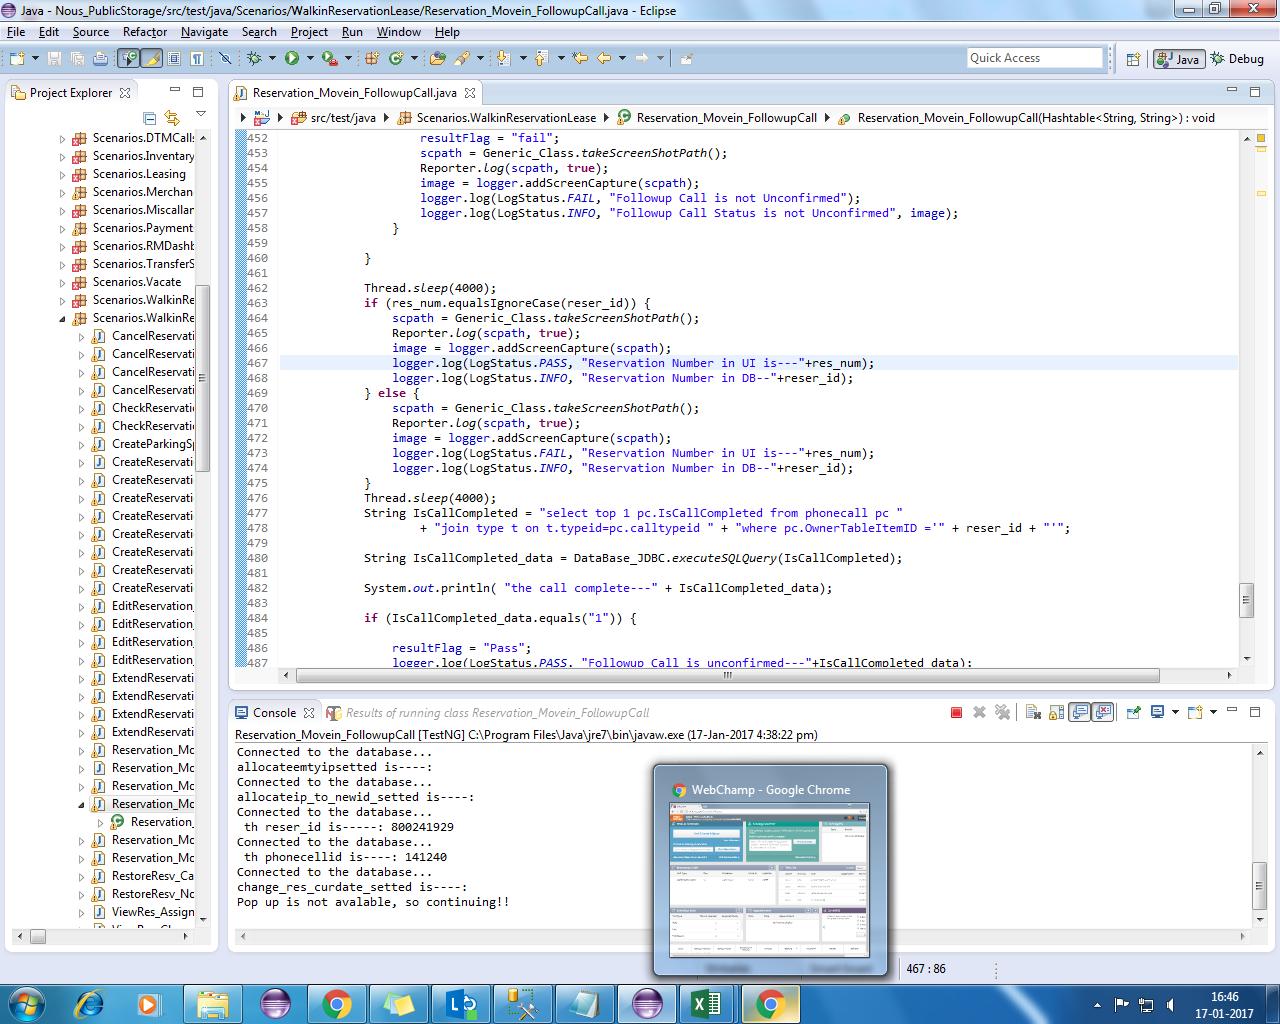 Java - Nous_PublicStorage/src/test/java/Scenarios/WalkinReservationLease/Reservation_Movein_FollowupCall.java - Eclipse
File Edit Source Refactor Navigate Search Project Run Window Help
Quick Access
Java
Debug
Project Explorer
Scenarios.DTMCalls
Scenarios.Inventory
Scenarios.Leasing
Scenarios.Merchan
Scenarios.Miscallar
Scenarios.Payment
Scenarios.RMDashb
Scenarios.TransferS
Scenarios.Vacate
Scenarios.WalkinRe
Scenarios.WalkinRe
CancelReservati
CancelReservati
CancelReservati
CancelReservati
CheckReservatio
CheckReservatio
CreateParkingSp
CreateReservati
CreateReservati
CreateReservati
CreateReservati
CreateReservati
CreateReservati
CreateReservati
CreateReservati
EditReservation_
EditReservation_
EditReservation_
EditReservation_
ExtendReservati
ExtendReservati
ExtendReservati
ExtendReservati
Reservation_Mc
Reservation_Mc
Reservation_Mc
Reservation_Mc
Reservation_
Reservation_Mc
Reservation_Mc
RestoreResv_Ca
RestoreResv_Nc
ViewRes_Assign
Reservation_Movein_FollowupCall.java
src/test/java Scenarios.WalkinReservationLease Reservation_Movein_FollowupCall Reservation_Movein_FollowupCall(Hashtable<String, String>) : void
452 resultFlag = "fail";
453 scpath = Generic_Class.takeScreenShotPath();
454 Reporter.log(scpath, true);
455 image = logger.addScreenCapture(scpath);
456 logger.log(LogStatus.FAIL, "Followup Call is not Unconfirmed");
457 logger.log(LogStatus.INFO, "Followup Call Status is not Unconfirmed", image);
458 }
459
460 }
461
462 Thread.sleep(4000);
463 if (res_num.equalsIgnoreCase(reser_id)) {
464 scpath = Generic_Class.takeScreenShotPath();
465 Reporter.log(scpath, true);
466 image = logger.addScreenCapture(scpath);
467 logger.log(LogStatus.PASS, "Reservation Number in UI is---"+res_num);
468 logger.log(LogStatus.INFO, "Reservation Number in DB--"+reser_id);
469 } else {
470 scpath = Generic_Class.takeScreenShotPath();
471 Reporter.log(scpath, true);
472 image = logger.addScreenCapture(scpath);
473 logger.log(LogStatus.FAIL, "Reservation Number in UI is---"+res_num);
474 logger.log(LogStatus.INFO, "Reservation Number in DB--"+reser_id);
475 }
476 Thread.sleep(4000);
477 String IsCallCompleted = "select top 1 pc.IsCallCompleted from phonecall pc "
478 + "join type t on t.typeid=pc.calltypeid " + "where pc.OwnerTableItemID ='" + reser_id + "'";
479
480 String IsCallCompleted_data = DataBase_JDBC.executeSQLQuery(IsCallCompleted);
481
482 System.out.println( "the call complete---" + IsCallCompleted_data);
483
484 if (IsCallCompleted_data.equals("1")) {
485
486 resultFlag = "Pass";
487 logger.log(LogStatus.PASS, "Followup Call is unconfirmed---"+IsCallCompleted_data);
Console
Results of running class Reservation_Movein_FollowupCall
Reservation_Movein_FollowupCall [TestNG] C:\Program Files\Java\jre7\bin\javaw.exe (17-Jan-2017 4:38:22 pm)
Connected to the database...
allocateemtyipsetted is----:
Connected to the database...
allocateip_to_newid_setted is----:
Connected to the database...
th reser_id is-----: 800241929
Connected to the database...
th phonecellid is----: 141240
Connected to the database...
change_res_curdate_setted is----:
Pop up is not avalable, so continuing!!
WebChamp - Google Chrome
467 : 86
16:46
17-01-2017